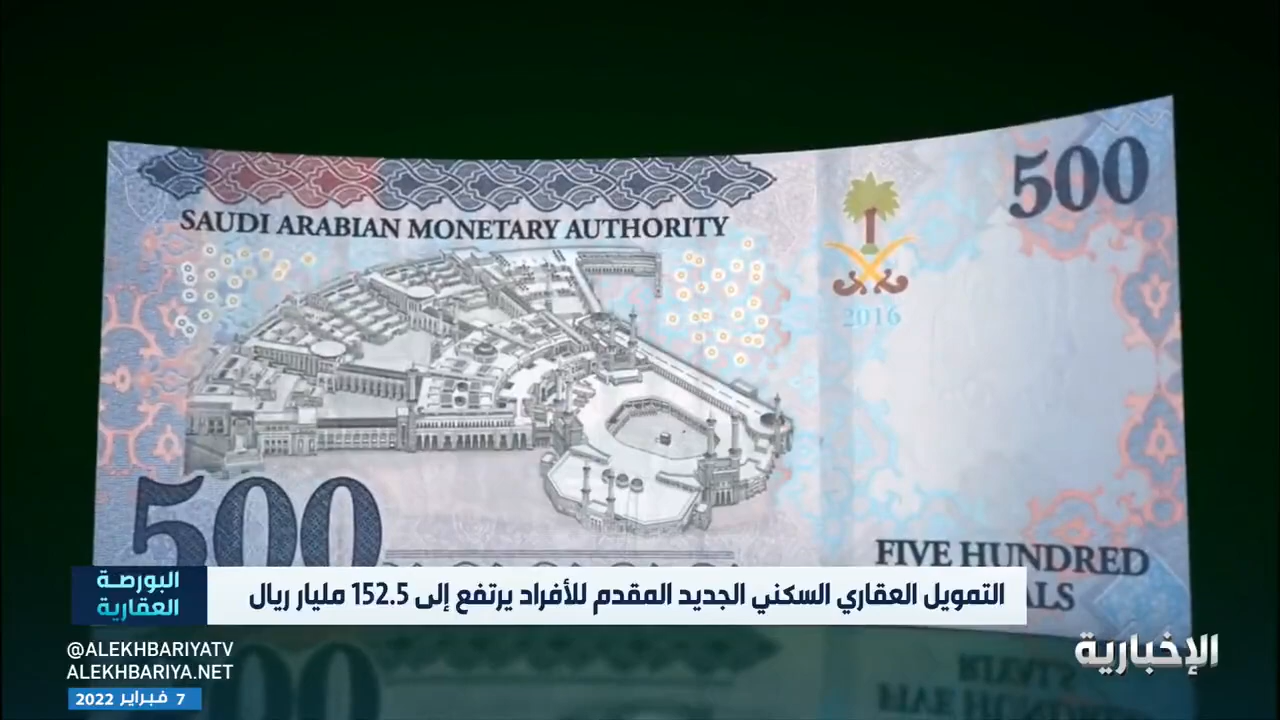 500
SAUDI ARABIAN MONETARY AUTHORITY
2016
500
FIVE HUNDRED
البورصة
العقارية
التمويل العقاري السكني الجديد المقدم للأفراد يرتفع إلى 152.5 مليار ريال
@ALEKHBARIYATV
ALEKHBARIYA.NET
7 فبراير 2022
الإخبارية